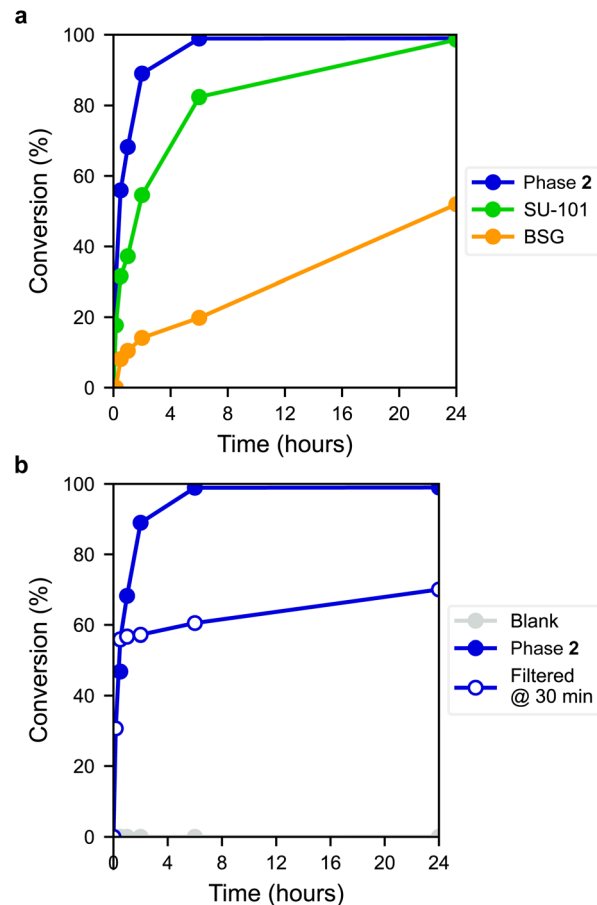 a
100
80
60
40
20
0
Conversion (%)
0 4 8 12 16 20 24
Time (hours)
Phase 2
SU-101
BSG
b
100
80
60
40
20
0
Conversion (%)
0 4 8 12 16 20 24
Time (hours)
Blank
Phase 2
Filtered
@ 30 min